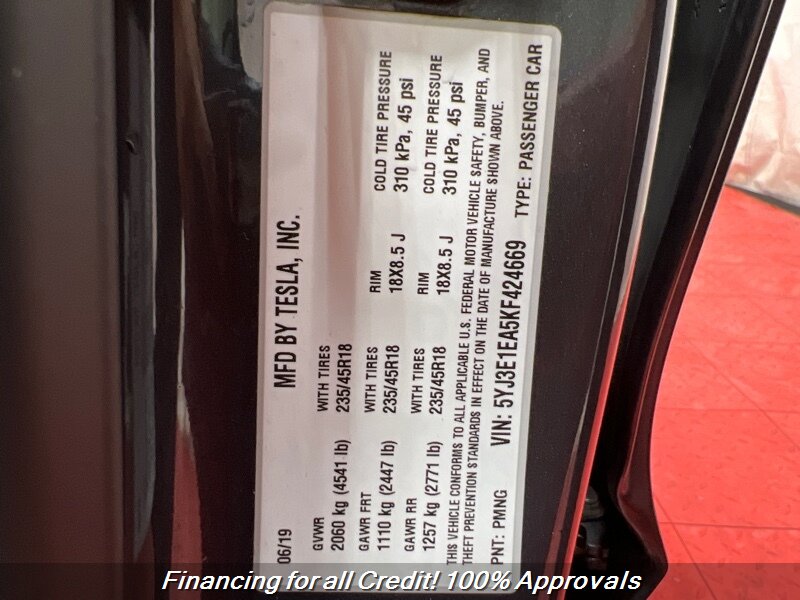 06/19 MFD BY TESLA, INC.
GVWR WITH TIRES RIM COLD TIRE PRESSURE
2060 kg (4541 lb) 235/45R18
GAWR FRT WITH TIRES RIM COLD TIRE PRESSURE
1110 kg (2447 lb) 235/45R18 18X8.5 J 310 kPa, 45 psi
GAWR RR WITH TIRES RIM COLD TIRE PRESSURE
1257 kg (2771 lb) 235/45R18 18X8.5 J 310 kPa, 45 psi
THIS VEHICLE CONFORMS TO ALL APPLICABLE U.S. FEDERAL MOTOR VEHICLE SAFETY, BUMPER, AND
THEFT PREVENTION STANDARDS IN EFFECT ON THE DATE OF MANUFACTURE SHOWN ABOVE.
PNT: PMNG VIN: 5YJ3E1EA5KF424669 TYPE: PASSENGER CAR
Financing for all Credit! 100% Approvals